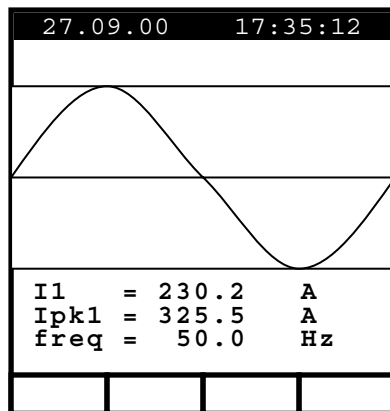 27.09.00 17:35:12
I1 = 230.2 A
Ipk1 = 325.5 A
freq = 50.0 Hz